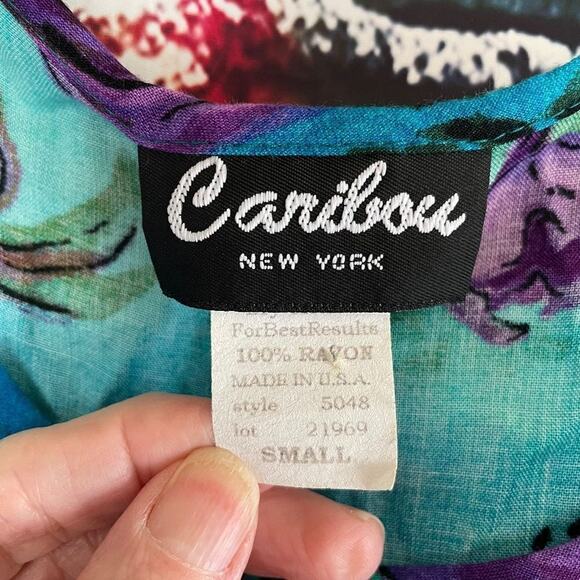 Caribou
NEW YORK
ForBestResults
100% RAYON
MADE IN U.S.A.
style 5048
lot 21969
SMALL